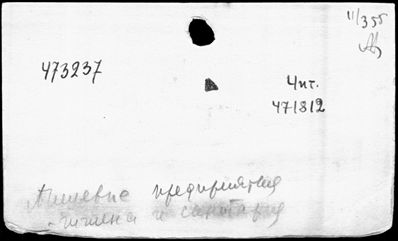 11/355
473237
Чит.
471812
Пищевые предприятия
- гигиена и санитария